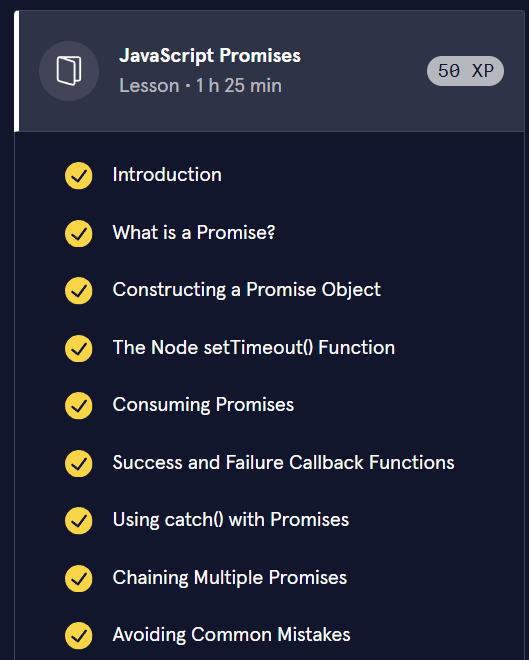 JavaScript Promises
Lesson • 1 h 25 min
50 XP
Introduction
What is a Promise?
Constructing a Promise Object
The Node setTimeout() Function
Consuming Promises
Success and Failure Callback Functions
Using catch() with Promises
Chaining Multiple Promises
Avoiding Common Mistakes